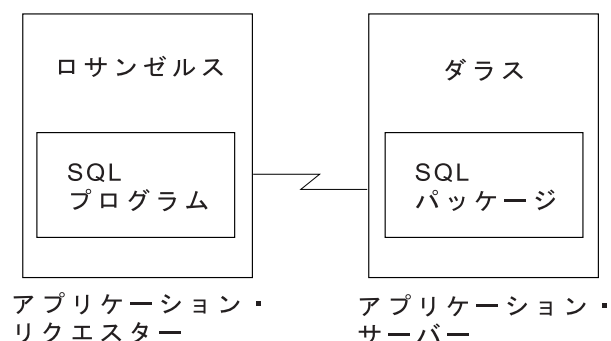 ロサンゼルス
ダラス
SQL
プログラム
SQL
パッケージ
アプリケーション・
リクエスター
アプリケーション・
サーバー